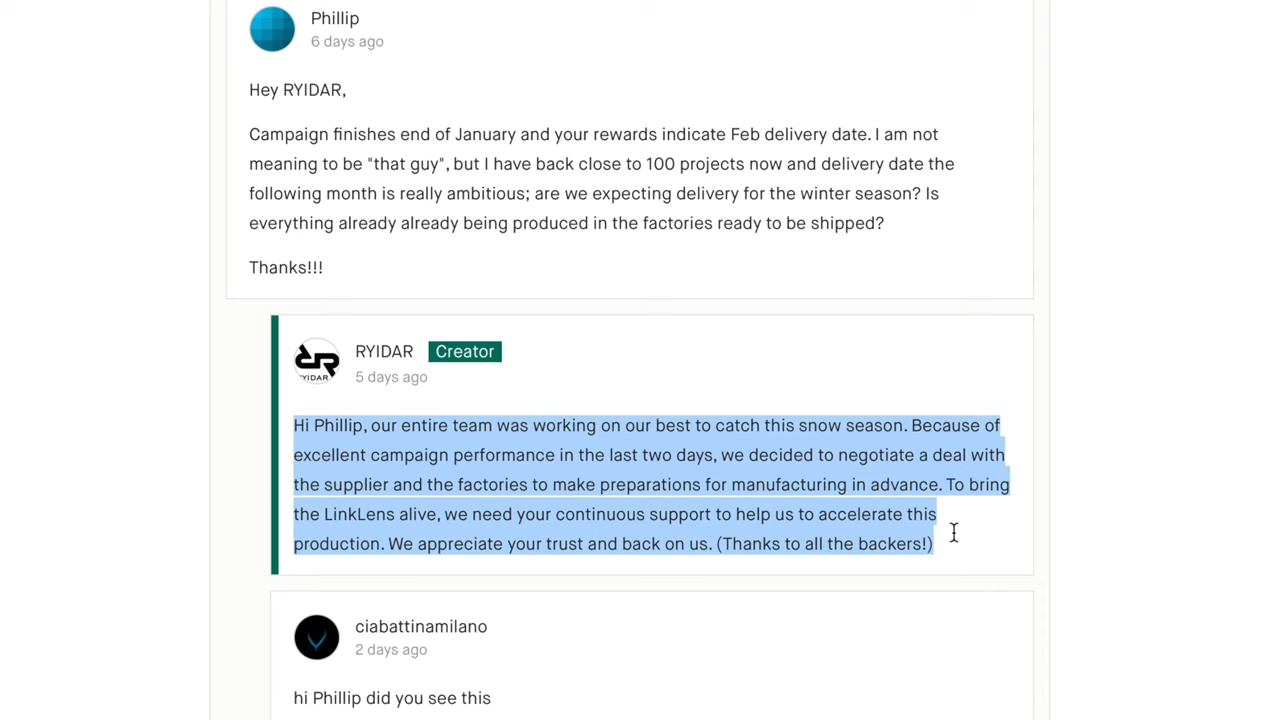 Phillip
6 days ago
Hey RYIDAR,
Campaign finishes end of January and your rewards indicate Feb delivery date. I am not
meaning to be "that guy", but I have back close to 100 projects now and delivery date the
following month is really ambitious; are we expecting delivery for the winter season? Is
everything already already being produced in the factories ready to be shipped?
Thanks!!!
RYIDAR
RYIDAR Creator
5 days ago
Hi Phillip, our entire team was working on our best to catch this snow season. Because of
excellent campaign performance in the last two days, we decided to negotiate a deal with
the supplier and the factories to make preparations for manufacturing in advance. To bring
the LinkLens alive, we need your continuous support to help us to accelerate this
production. We appreciate your trust and back on us. (Thanks to all the backers!)
ciabattinamilano
2 days ago
hi Phillip did you see this